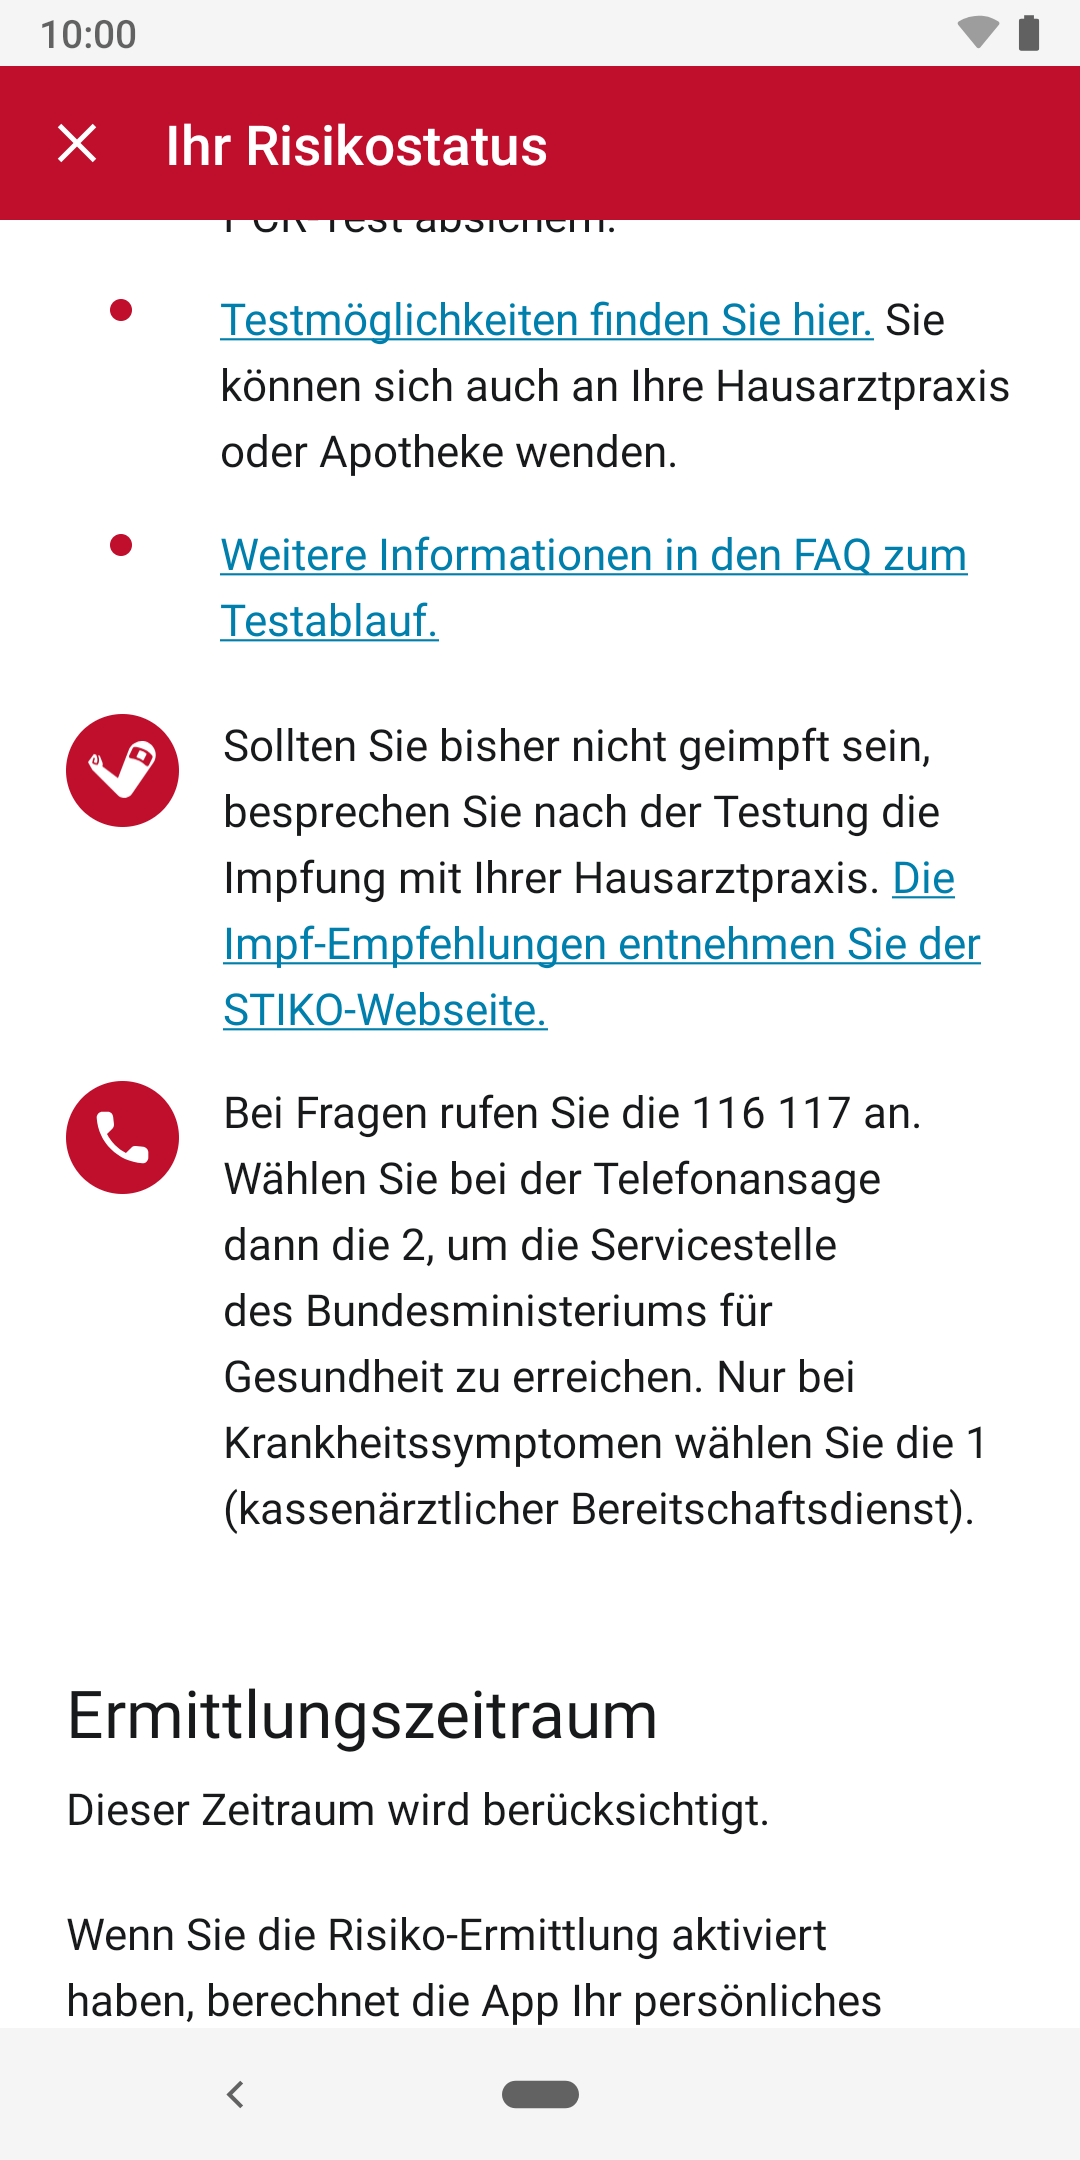 10:00
Ihr Risikostatus
PCR-Test absichern.
Testmöglichkeiten finden Sie hier. Sie
können sich auch an Ihre Hausarztpraxis
oder Apotheke wenden.
Weitere Informationen in den FAQ zum
Testablauf.
Sollten Sie bisher nicht geimpft sein,
besprechen Sie nach der Testung die
Impfung mit Ihrer Hausarztpraxis. Die
Impf-Empfehlungen entnehmen Sie der
STIKO-Webseite.
Bei Fragen rufen Sie die 116 117 an.
Wählen Sie bei der Telefonansage
dann die 2, um die Servicestelle
des Bundesministeriums für
Gesundheit zu erreichen. Nur bei
Krankheitssymptomen wählen Sie die 1
(kassenärztlicher Bereitschaftsdienst).
Ermittlungszeitraum
Dieser Zeitraum wird berücksichtigt.
Wenn Sie die Risiko-Ermittlung aktiviert
haben, berechnet die App Ihr persönliches